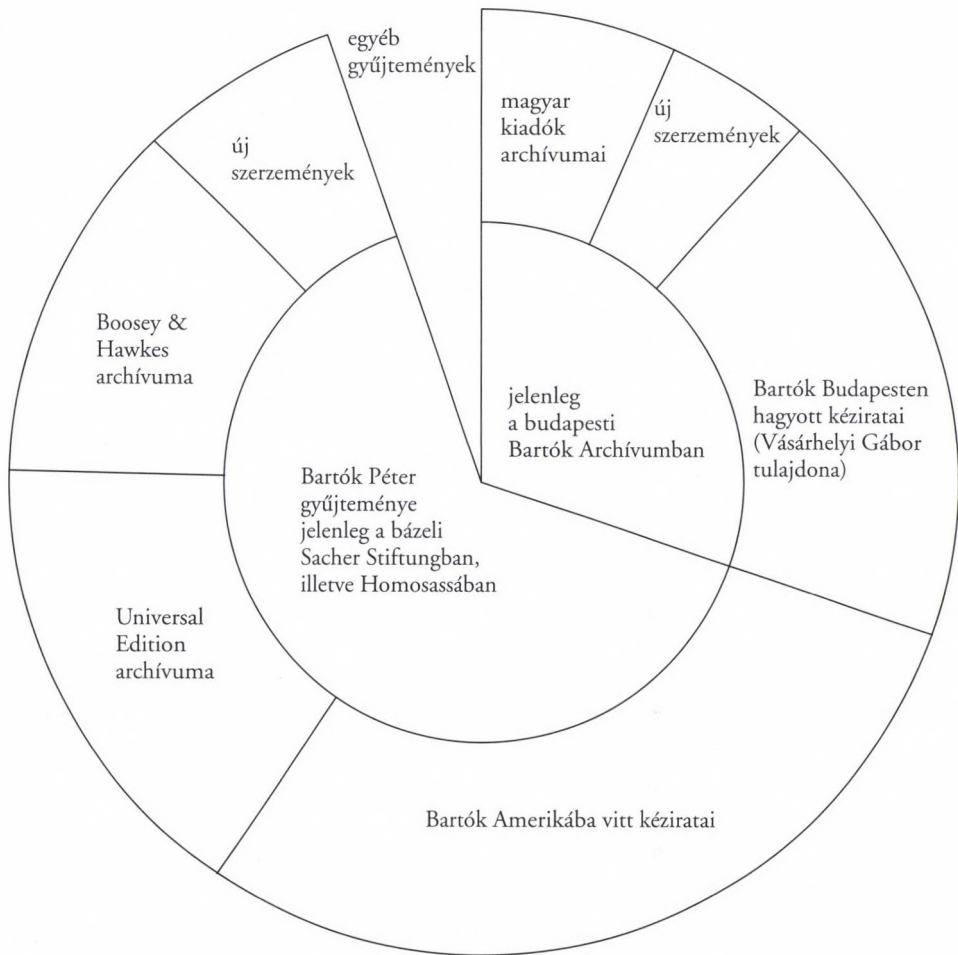 egyéb
gyűjtemények
magyar
kiadók
archívumai
új
szerzemények
Bartók Budapesten
hagyott kéziratai
(Vásárhelyi Gábor
tulajdona)
jelenleg
a budapesti
Bartók Archívumban
új
szerzemények
Boosey &
Hawkes
archívuma
Bartók Péter
gyűjteménye
jelenleg a bázeli
Sacher Stiftungban,
illetve Homosassában
Universal
Edition
archívuma
Bartók Amerikába vitt kéziratai